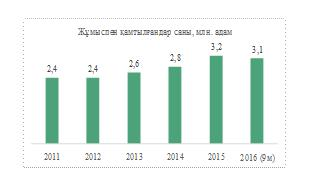 Жұмыспен қамтылғандар саны, млн. адам
2,4 2,4 2,6 2,8 3,2 3,1
2011 2012 2013 2014 2015 2016 (9м)